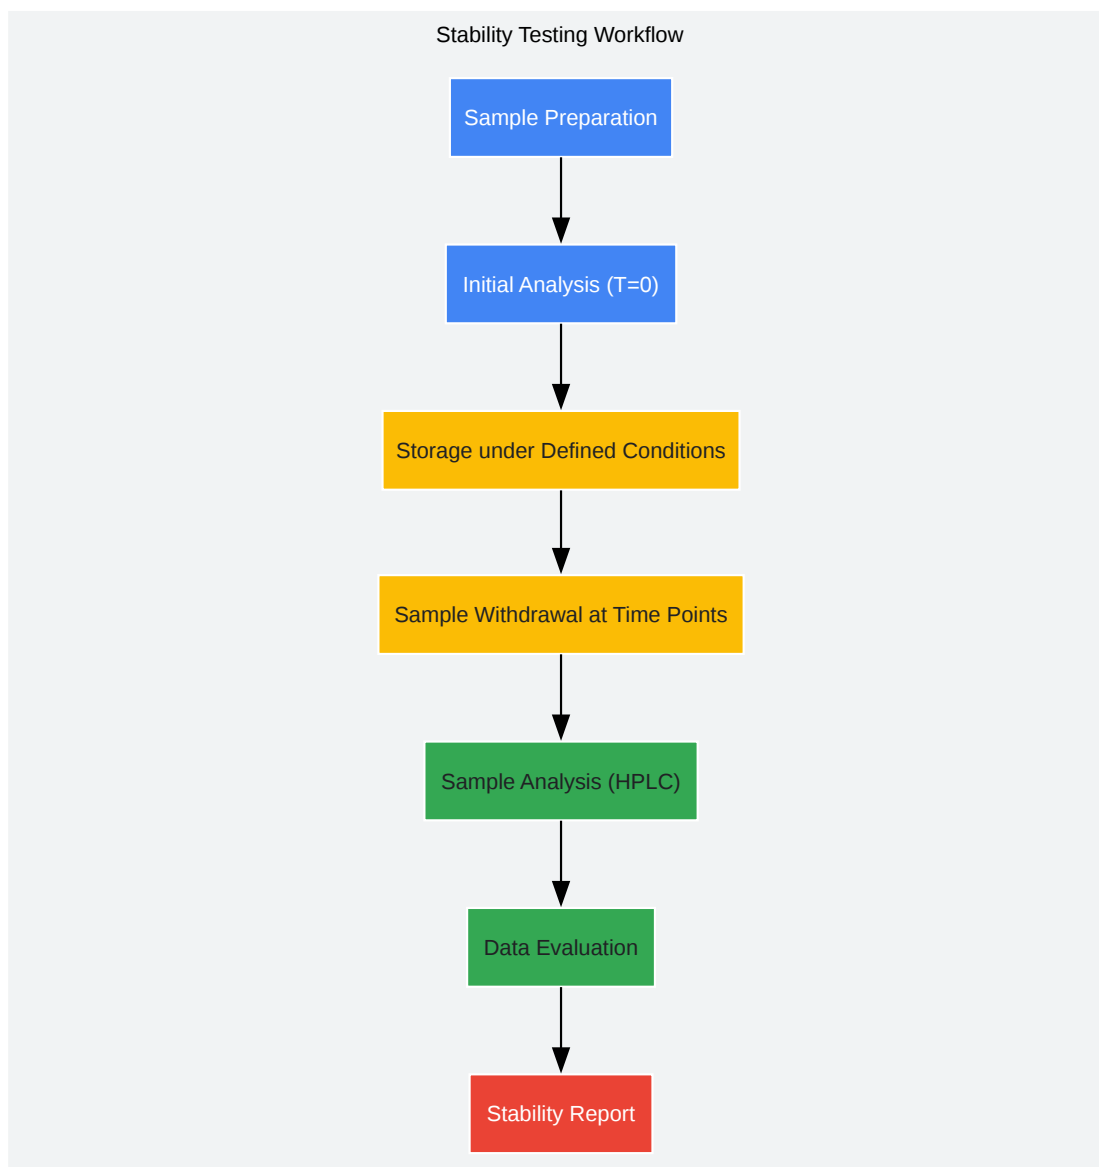 Stability Testing Workflow
Sample Preparation
Initial Analysis (T=0)
Storage under Defined Conditions
Sample Withdrawal at Time Points
Sample Analysis (HPLC)
Data Evaluation
Stability Report